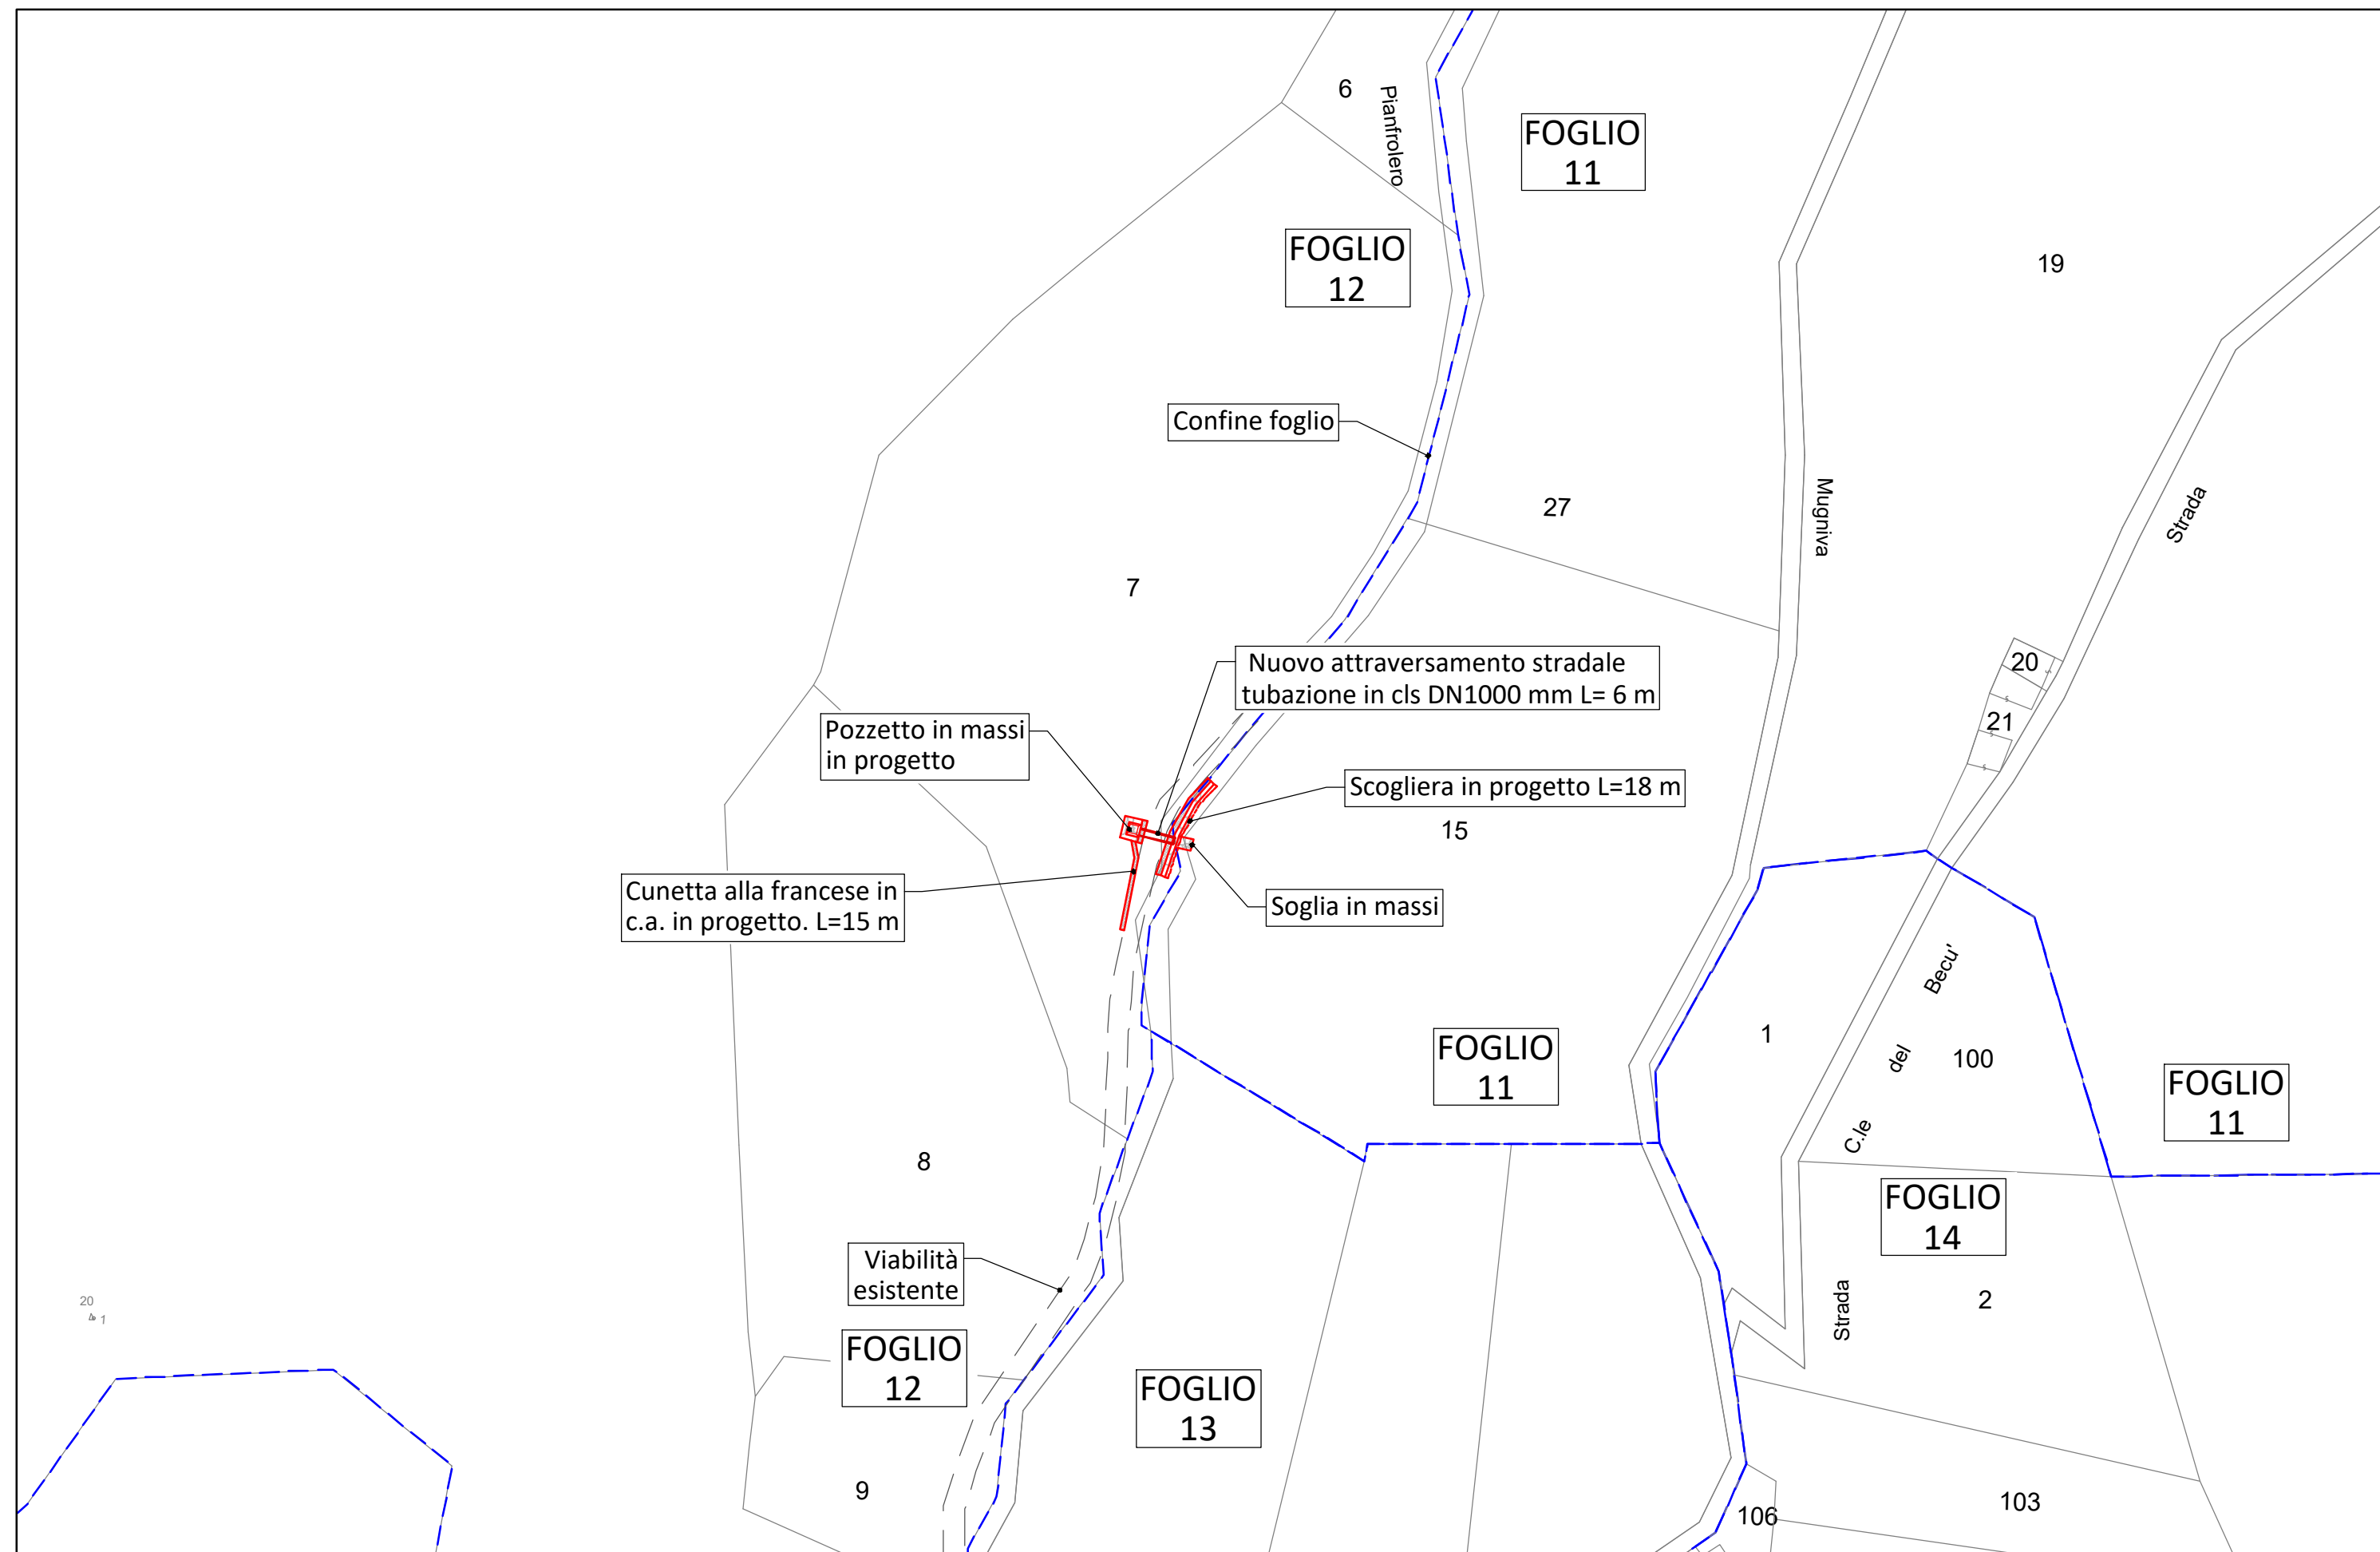 6
Pianfrolero
FOGLIO
11
FOGLIO
12
19
Confine foglio
27
Mugniva
Strada
7
Nuovo attraversamento stradale
tubazione in cls DN1000 mm L= 6 m
20
21
Pozzetto in massi
in progetto
Scogliera in progetto L=18 m
15
Cunetta alla francese in
c.a. in progetto. L=15 m
Soglia in massi
Becu'
del
C.le
Strada
1
100
FOGLIO
11
FOGLIO
11
8
FOGLIO
14
Viabilità
esistente
2
20
1
FOGLIO
12
FOGLIO
13
9
103
106